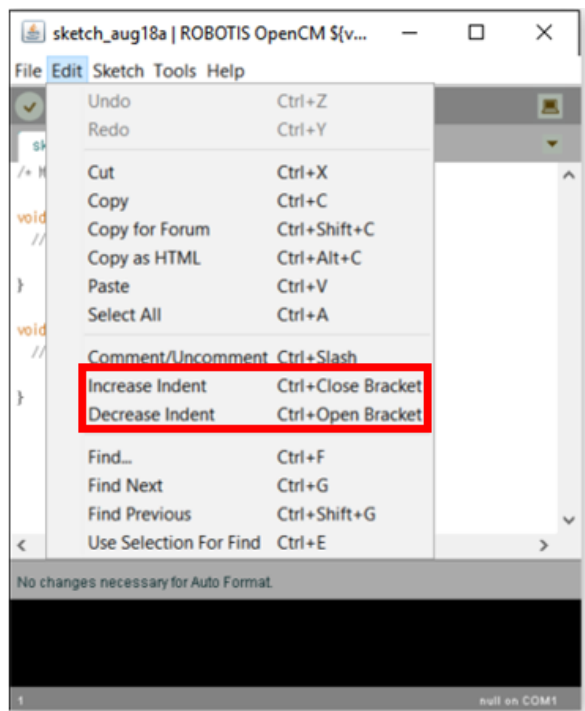 sketch_aug18a | ROBOTIS OpenCM ${v...
File Edit Sketch Tools Help
Undo Ctrl+Z
Redo Ctrl+Y
sk
/* M
Cut Ctrl+X
Copy Ctrl+C
void
Copy for Forum Ctrl+Shift+C
//
Copy as HTML Ctrl+Alt+C
}
Paste Ctrl+V
Select All Ctrl+A
void
//
Comment/Uncomment Ctrl+Slash
Increase Indent Ctrl+Close Bracket
}
Decrease Indent Ctrl+Open Bracket
Find... Ctrl+F
Find Next Ctrl+G
Find Previous Ctrl+Shift+G
Use Selection For Find Ctrl+E
No changes necessary for Auto Format.
1 null on COM1